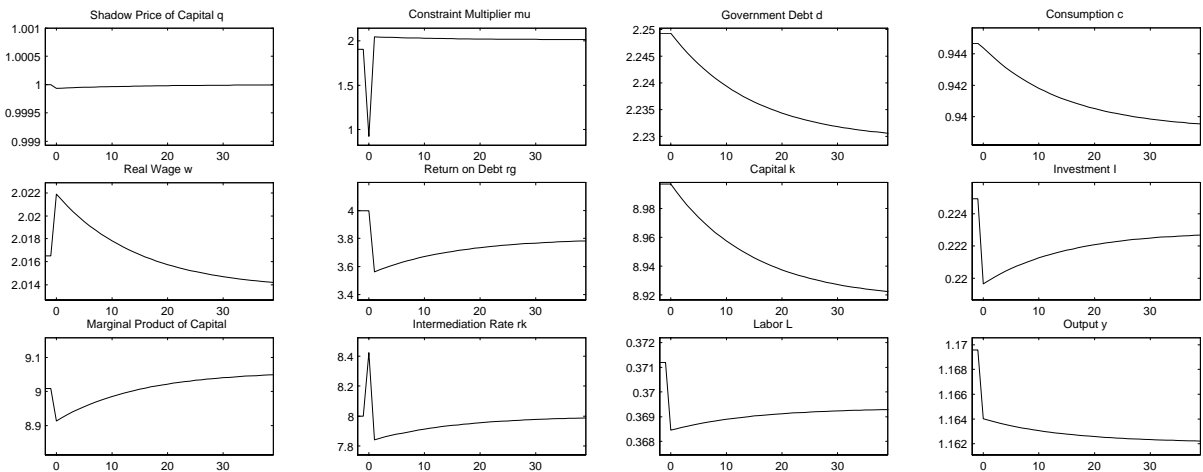 Shadow Price of Capital q
Constraint Multiplier mu
Government Debt d
Consumption c
1.001
1.0005
1
0.9995
0.999
0 10 20 30
2
1.5
1
0 10 20 30
2.25
2.245
2.24
2.235
2.23
0 10 20 30
0.944
0.942
0.94
0 10 20 30
Real Wage w
Return on Debt rg
Capital k
Investment I
2.022
2.02
2.018
2.016
2.014
0 10 20 30
4
3.8
3.6
3.4
0 10 20 30
8.98
8.96
8.94
8.92
0 10 20 30
0.224
0.222
0.22
0 10 20 30
Marginal Product of Capital
Intermediation Rate rk
Labor L
Output y
9.1
9
8.9
0 10 20 30
8.4
8.2
8
7.8
0 10 20 30
0.372
0.371
0.37
0.369
0.368
0 10 20 30
1.17
1.168
1.166
1.164
1.162
0 10 20 30